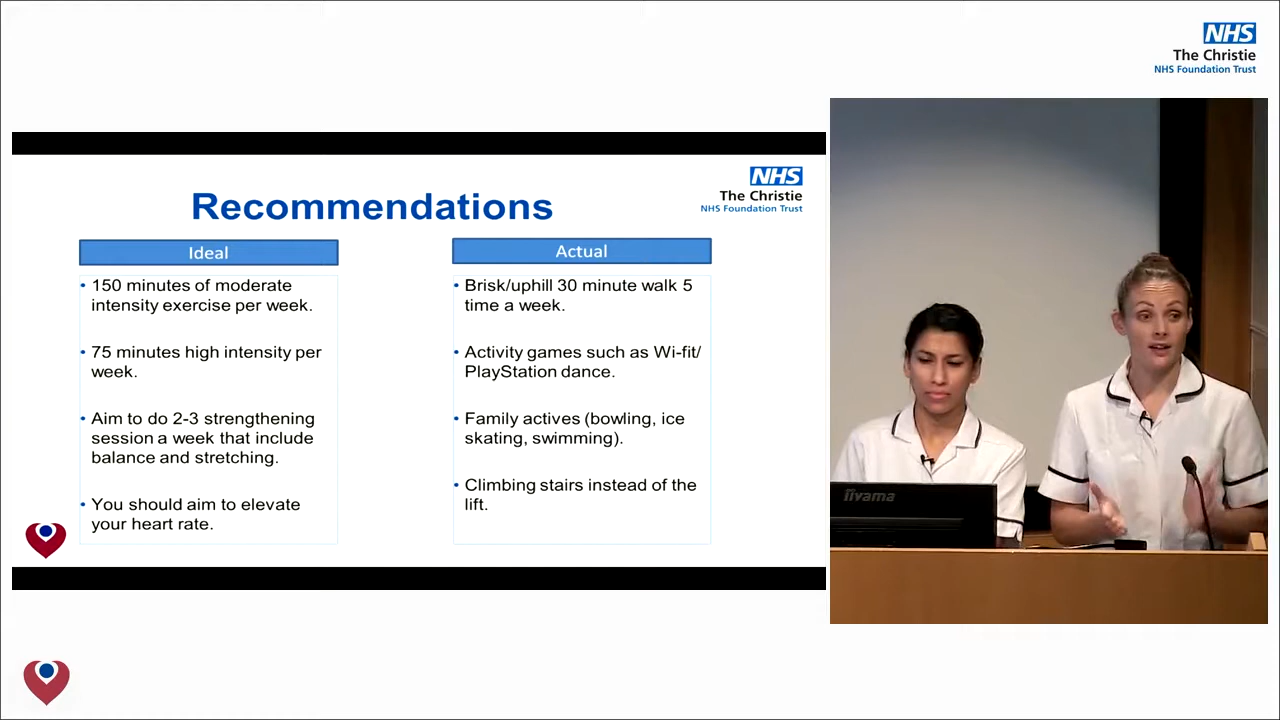 NHS
The Christie
NHS Foundation Trust
NHS
The Christie
NHS Foundation Trust
Recommendations
Ideal
• 150 minutes of moderate
intensity exercise per week.
• 75 minutes high intensity per
week.
• Aim to do 2-3 strengthening
session a week that include
balance and stretching.
• You should aim to elevate
your heart rate.
Actual
• Brisk/uphill 30 minute walk 5
time a week.
• Activity games such as Wi-fit/
PlayStation dance.
• Family actives (bowling, ice
skating, swimming).
• Climbing stairs instead of the
lift.
iiyama